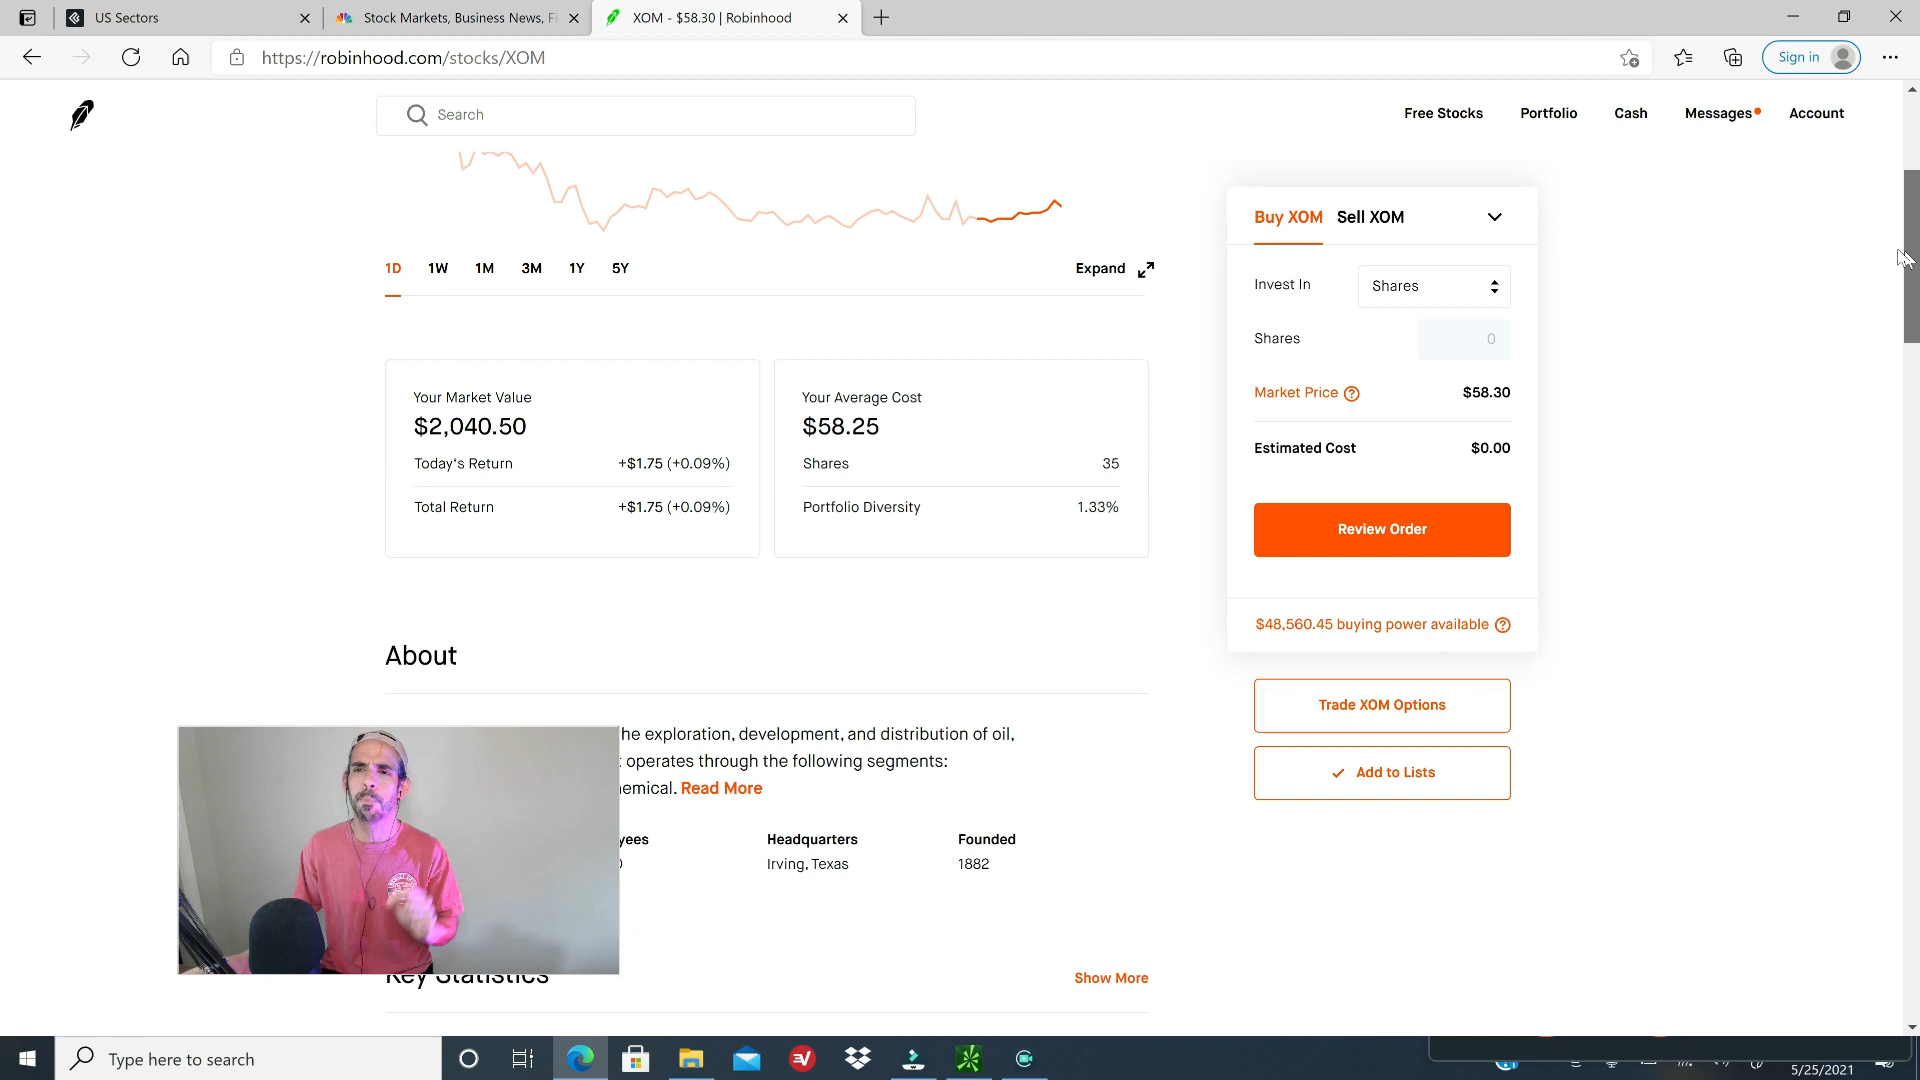 US Sectors
Stock Markets, Business News, Fi
XOM - $58.30 | Robinhood
https://robinhood.com/stocks/XOM
Sign in
Search
Free Stocks
Portfolio
Cash
Messages
Account
1D
1W
1M
3M
1Y
5Y
Expand
Your Market Value
$2,040.50
Today's Return +$1.75 (+0.09%)
Total Return +$1.75 (+0.09%)
Your Average Cost
$58.25
Shares 35
Portfolio Diversity 1.33%
Buy XOM Sell XOM
Invest In Shares
Shares 0
Market Price $58.30
Estimated Cost $0.00
Review Order
$48,560.45 buying power available
Trade XOM Options
Add to Lists
About
he exploration, development, and distribution of oil,
operates through the following segments:
emical. Read More
yees
Headquarters
Irving, Texas
Founded
1882
Key Statistics
Show More
Type here to search
5/25/2021